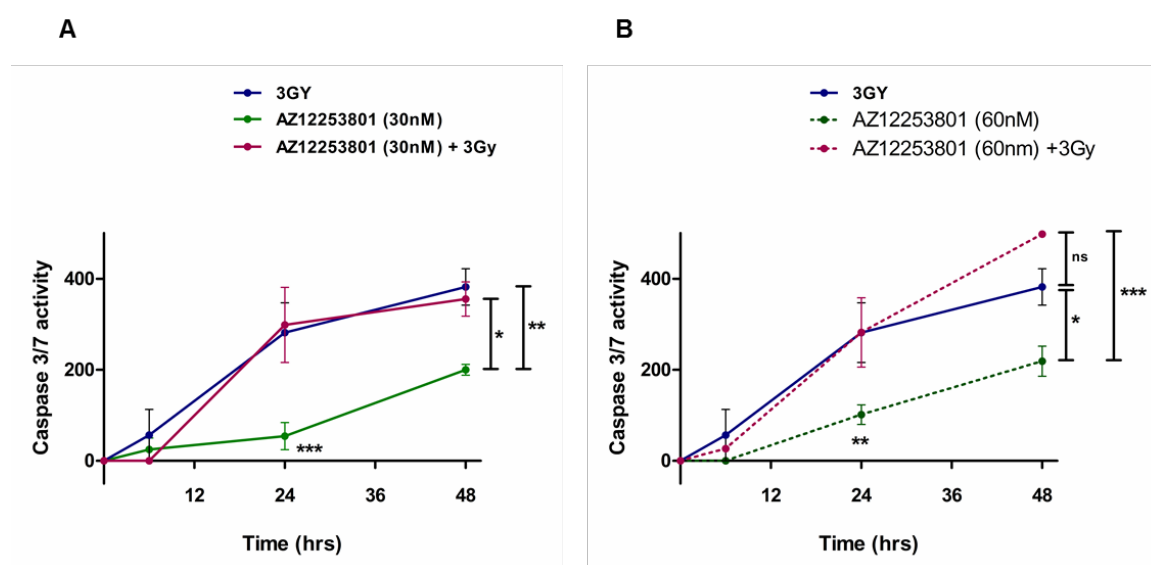 A
3GY
AZ12253801 (30nM)
AZ12253801 (30nM) + 3Gy
Caspase 3/7 activity
400
200
0
*
**
***
12
24
36
48
Time (hrs)
B
3GY
AZ12253801 (60nM)
AZ12253801 (60nm) +3Gy
Caspase 3/7 activity
400
200
0
ns
*
***
**
12
24
36
48
Time (hrs)